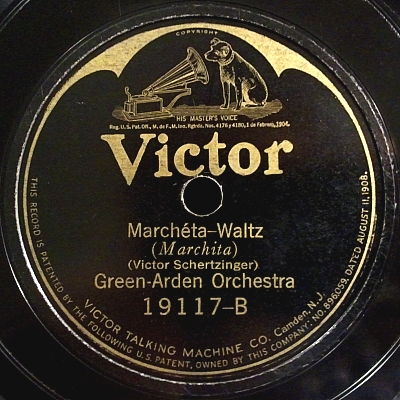 COPYRIGHT
HIS MASTER'S VOICE
Reg. U.S. Pat. Off., M. de F., M. Inc. Rgtrda. Nos. 4176 y 4180, 1 de Febrero, 1904.
Victor
Marchéta-Waltz
(Marchita)
(Victor Schertzinger)
Green-Arden Orchestra
19117-B
VICTOR TALKING MACHINE CO. Camden, N.J.
THIS RECORD IS PATENTED BY THE FOLLOWING U.S. PATENT, OWNED BY THIS COMPANY: NO. 896059, DATED AUGUST 11, 1908.